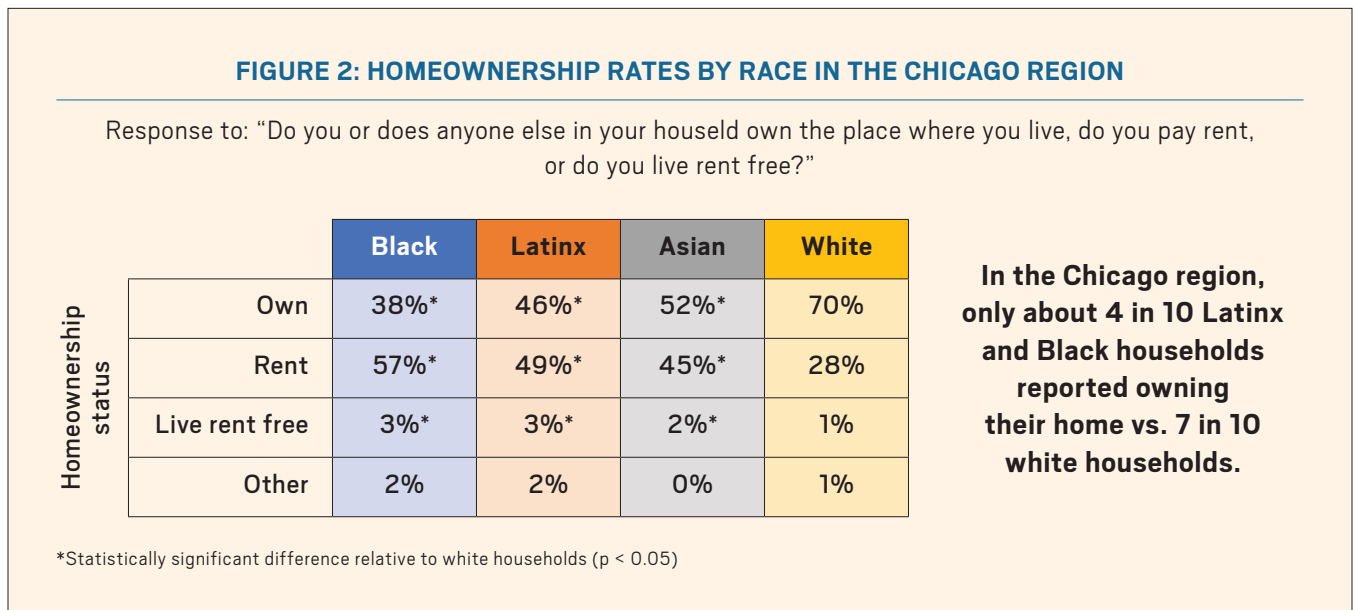 FIGURE 2: HOMEOWNERSHIP RATES BY RACE IN THE CHICAGO REGION
Response to: “Do you or does anyone else in your houseld own the place where you live, do you pay rent,
or do you live rent free?”
Black Latinx Asian White
Homeownership
status
Own 38%* 46%* 52%* 70%
Rent 57%* 49%* 45%* 28%
Live rent free 3%* 3%* 2%* 1%
Other 2% 2% 0% 1%
In the Chicago region,
only about 4 in 10 Latinx
and Black households
reported owning
their home vs. 7 in 10
white households.
*Statistically significant difference relative to white households (p < 0.05)